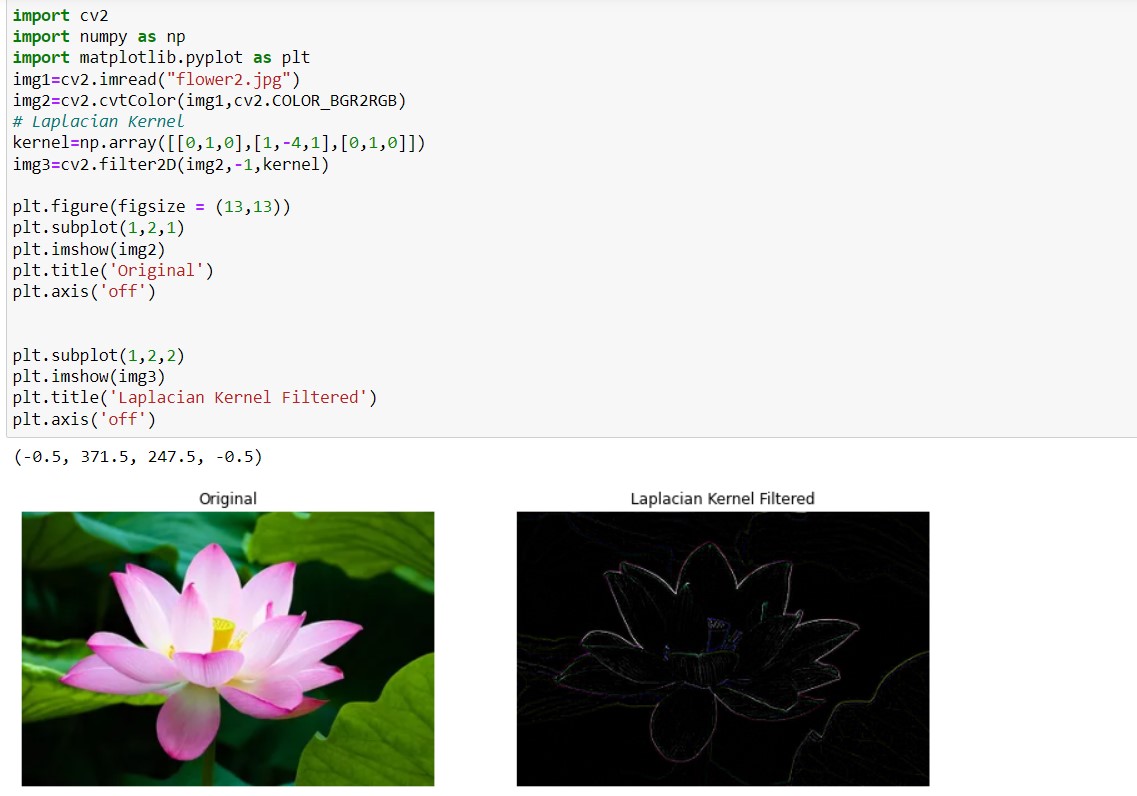 import cv2
import numpy as np
import matplotlib.pyplot as plt
img1=cv2.imread("flower2.jpg")
img2=cv2.cvtColor(img1,cv2.COLOR_BGR2RGB)
# Laplacian Kernel
kernel=np.array([[0,1,0],[1,-4,1],[0,1,0]])
img3=cv2.filter2D(img2,-1,kernel)
plt.figure(figsize = (13,13))
plt.subplot(1,2,1)
plt.imshow(img2)
plt.title('Original')
plt.axis('off')
plt.subplot(1,2,2)
plt.imshow(img3)
plt.title('Laplacian Kernel Filtered')
plt.axis('off')
(-0.5, 371.5, 247.5, -0.5)
Original
Laplacian Kernel Filtered